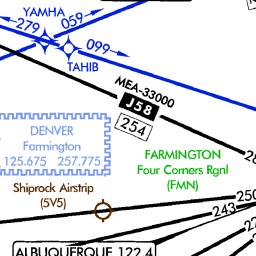 YAMHA
279
059
099
TAHIB
MEA-33000
J58
254
DENVER
Farmington
125.675 257.775
FARMINGTON
Four Corners Rgnl
(FMN)
Shiprock Airstrip
(5V5)
250
243
ALBUQUERQUE 122.4